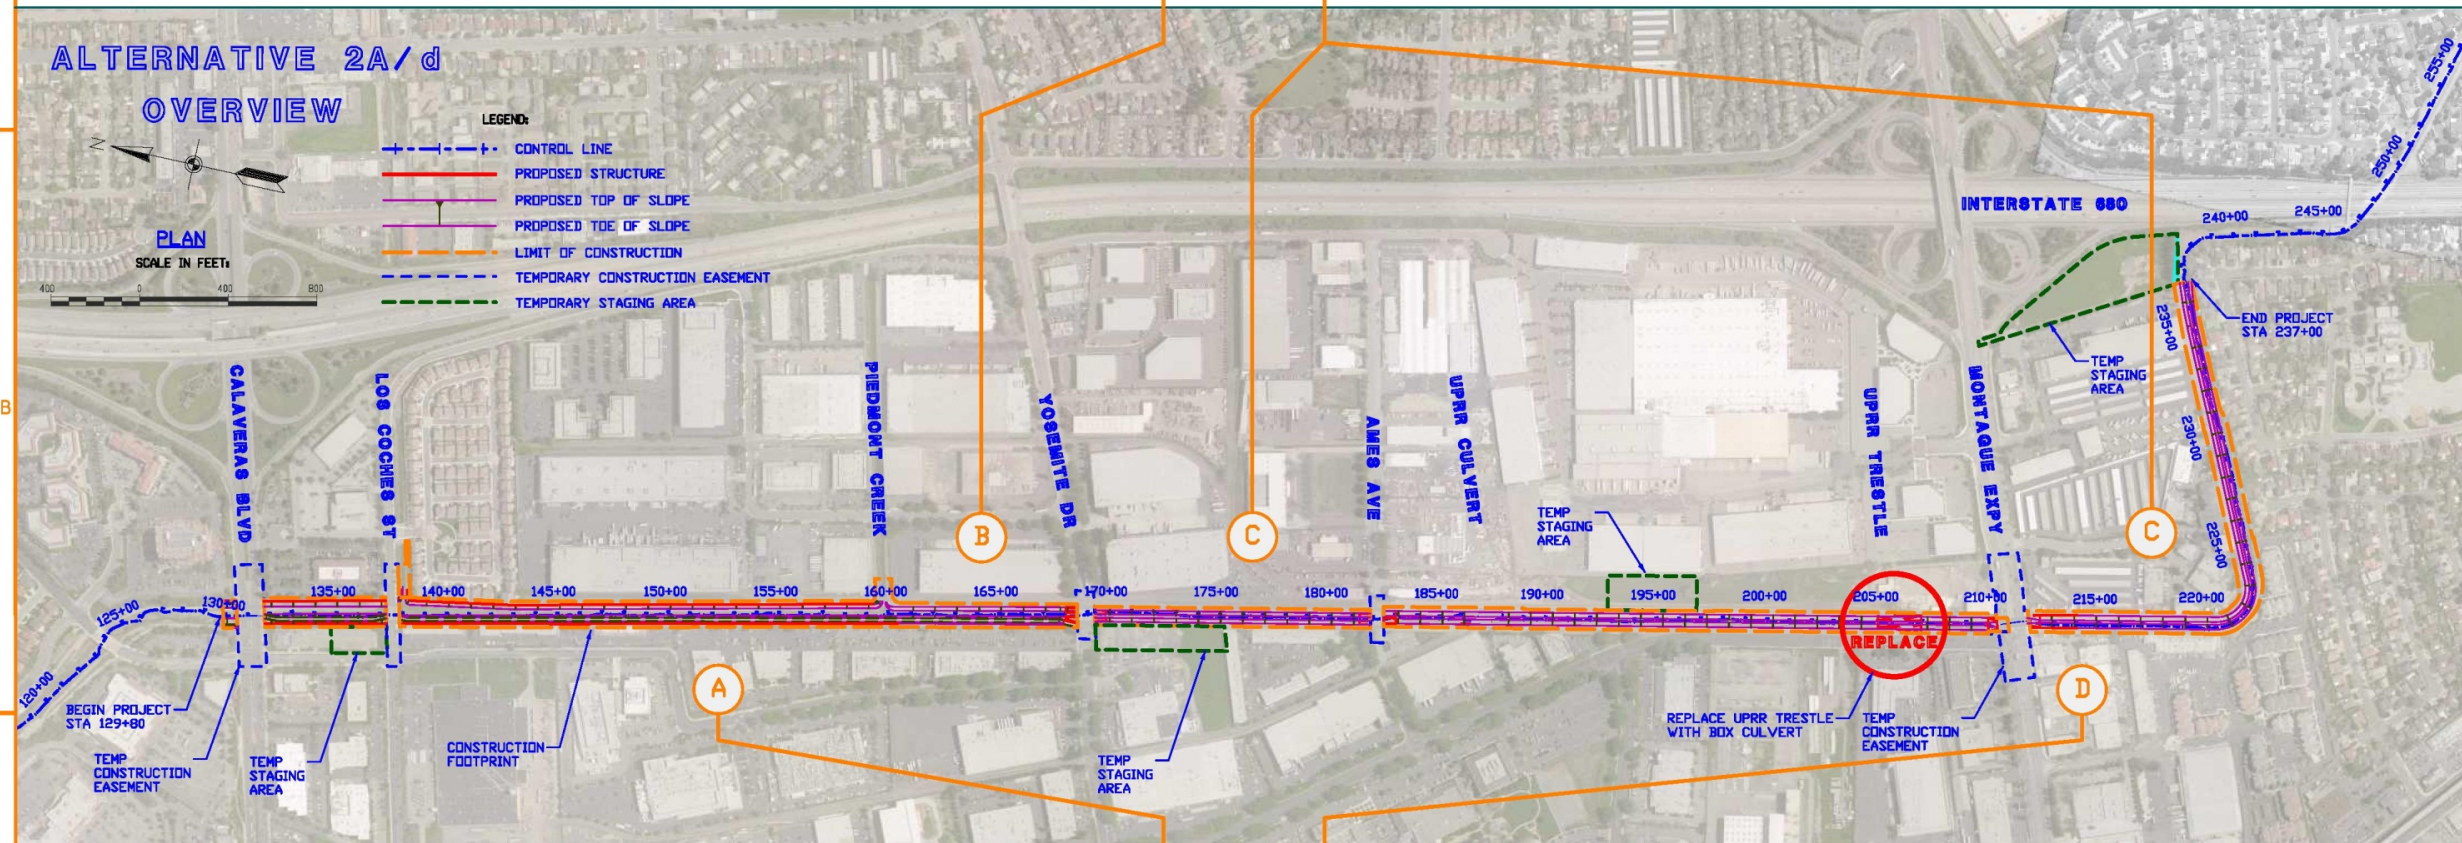 ALTERNATIVE 2A/d
OVERVIEW
N
PLAN
SCALE IN FEET:
400 0 400 800
LEGEND:
CONTROL LINE
PROPOSED STRUCTURE
PROPOSED TOP OF SLOPE
PROPOSED TOE OF SLOPE
LIMIT OF CONSTRUCTION
TEMPORARY CONSTRUCTION EASEMENT
TEMPORARY STAGING AREA
B
INTERSTATE 680
240+00
245+00
250+00
255+00
END PROJECT
STA 237+00
TEMP
STAGING
AREA
235+00
230+00
225+00
CALAVERAS BLVD
LOS COCHES ST
PIEDMONT CREEK
YOSEMITE DR
AMES AVE
UPRR CULVERT
UPRR TRESTLE
MONTAQUE EXPY
B
C
C
TEMP
STAGING
AREA
120+00
125+00
130+00
135+00
140+00
145+00
150+00
155+00
160+00
165+00
170+00
175+00
180+00
185+00
190+00
195+00
200+00
205+00
210+00
215+00
220+00
REPLACE
A
D
BEGIN PROJECT
STA 129+80
TEMP
CONSTRUCTION
EASEMENT
TEMP
STAGING
AREA
CONSTRUCTION
FOOTPRINT
TEMP
STAGING
AREA
REPLACE UPRR TRESTLE
WITH BOX CULVERT
TEMP
CONSTRUCTION
EASEMENT